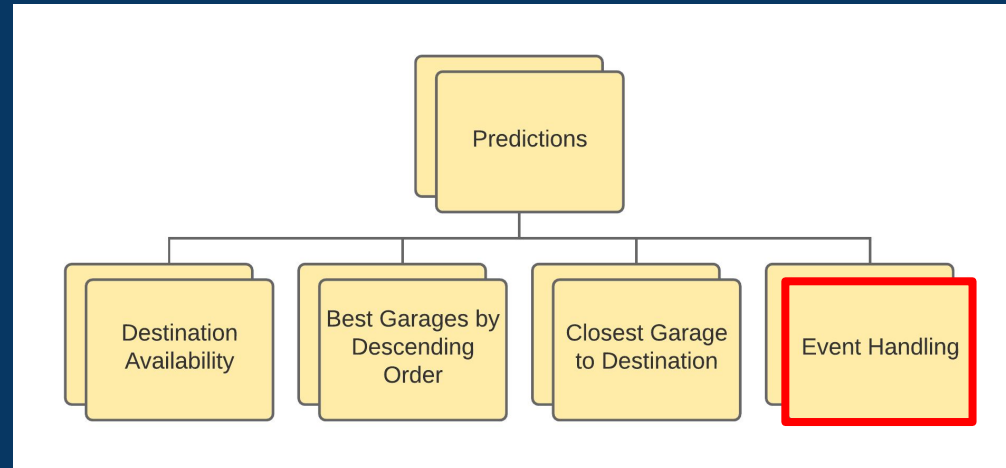 Predictions
Destination
Availability
Best Garages by
Descending
Order
Closest Garage
to Destination
Event Handling